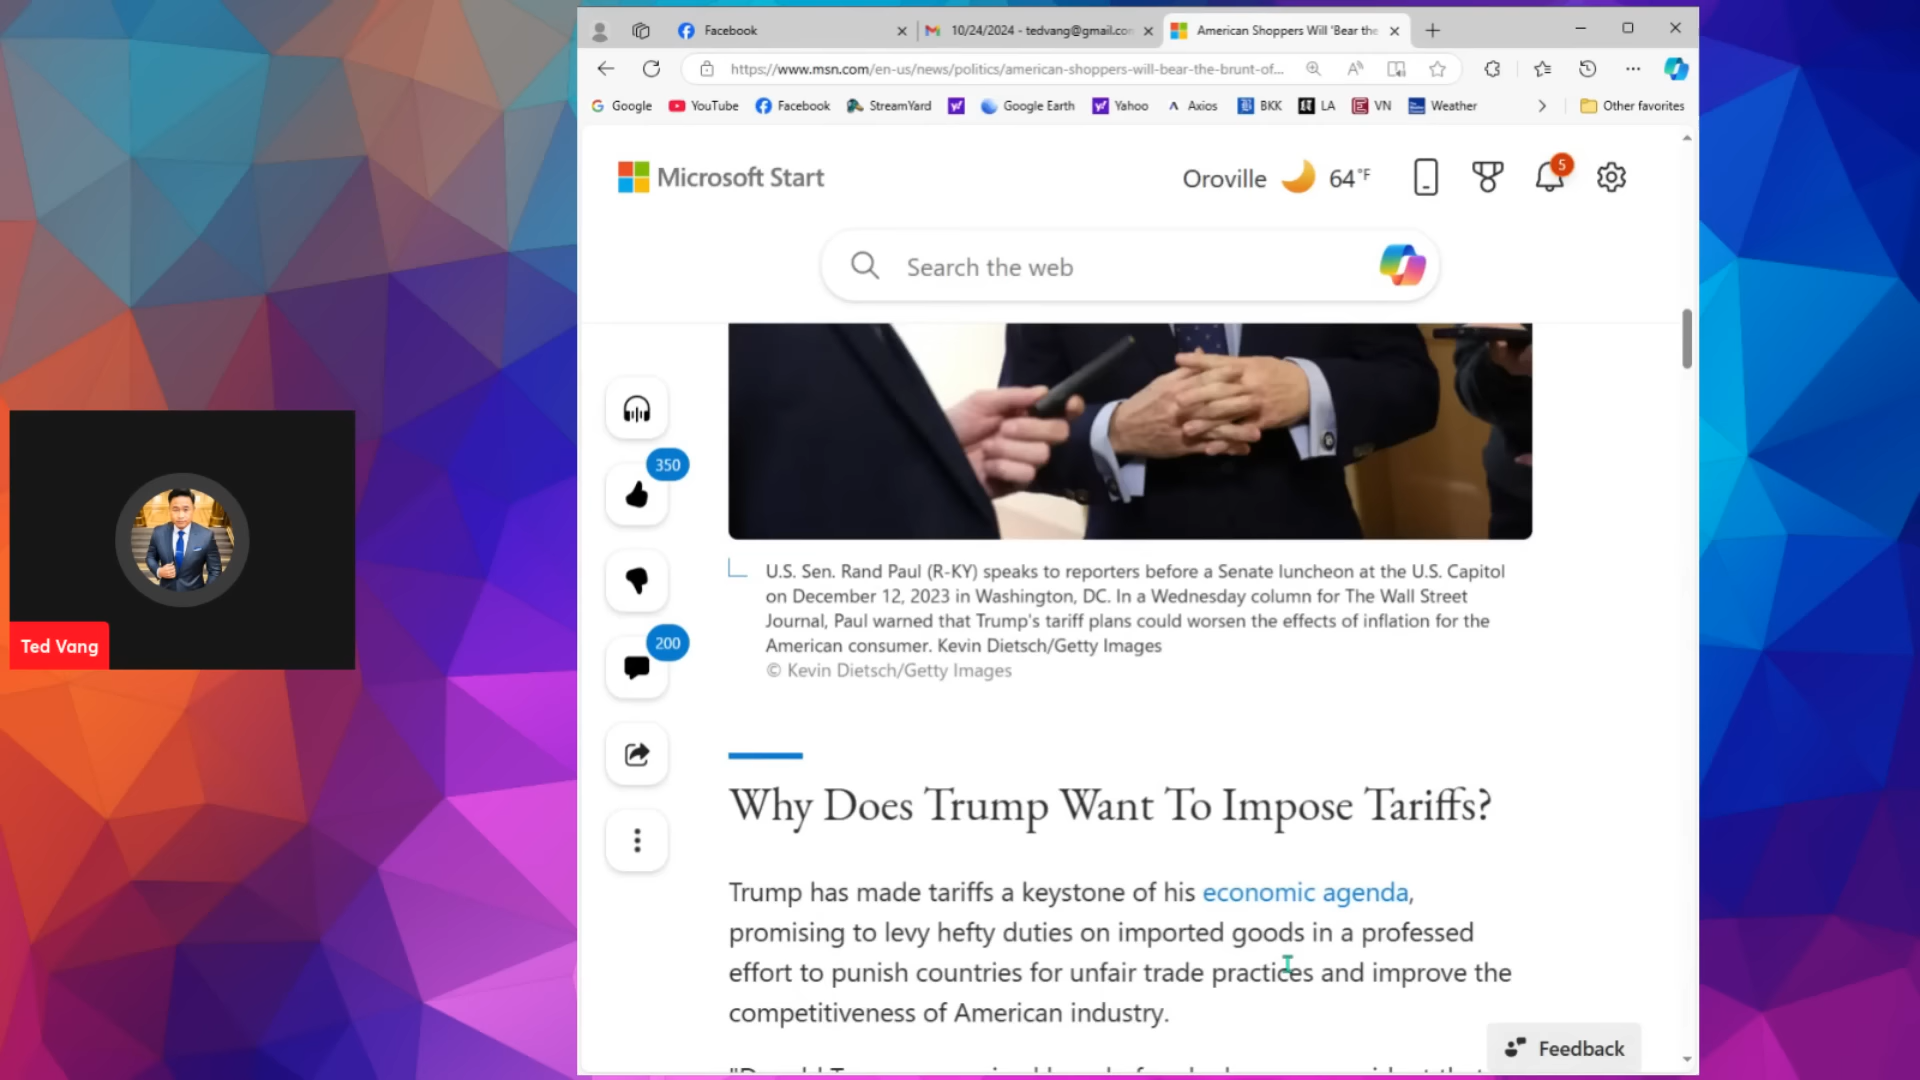 Facebook
10/24/2024 - tedvang@gmail.co
American Shoppers Will 'Bear the
https://www.msn.com/en-us/news/politics/american-shoppers-will-bear-the-brunt-of...
Google YouTube Facebook StreamYard Google Earth Yahoo Axios BKK LA VN Weather Other favorites
Microsoft Start
Oroville 64°F
5
Search the web
350
200
U.S. Sen. Rand Paul (R-KY) speaks to reporters before a Senate luncheon at the U.S. Capitol
on December 12, 2023 in Washington, DC. In a Wednesday column for The Wall Street
Journal, Paul warned that Trump's tariff plans could worsen the effects of inflation for the
American consumer. Kevin Dietsch/Getty Images
© Kevin Dietsch/Getty Images
Why Does Trump Want To Impose Tariffs?
Trump has made tariffs a keystone of his economic agenda,
promising to levy hefty duties on imported goods in a professed
effort to punish countries for unfair trade practices and improve the
competitiveness of American industry.
Feedback
Ted Vang